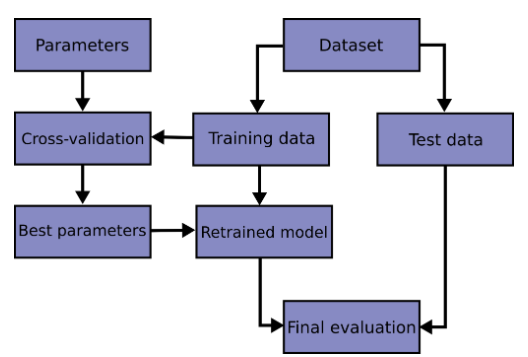 Parameters
Dataset
Cross-validation
Training data
Test data
Best parameters
Retrained model
Final evaluation